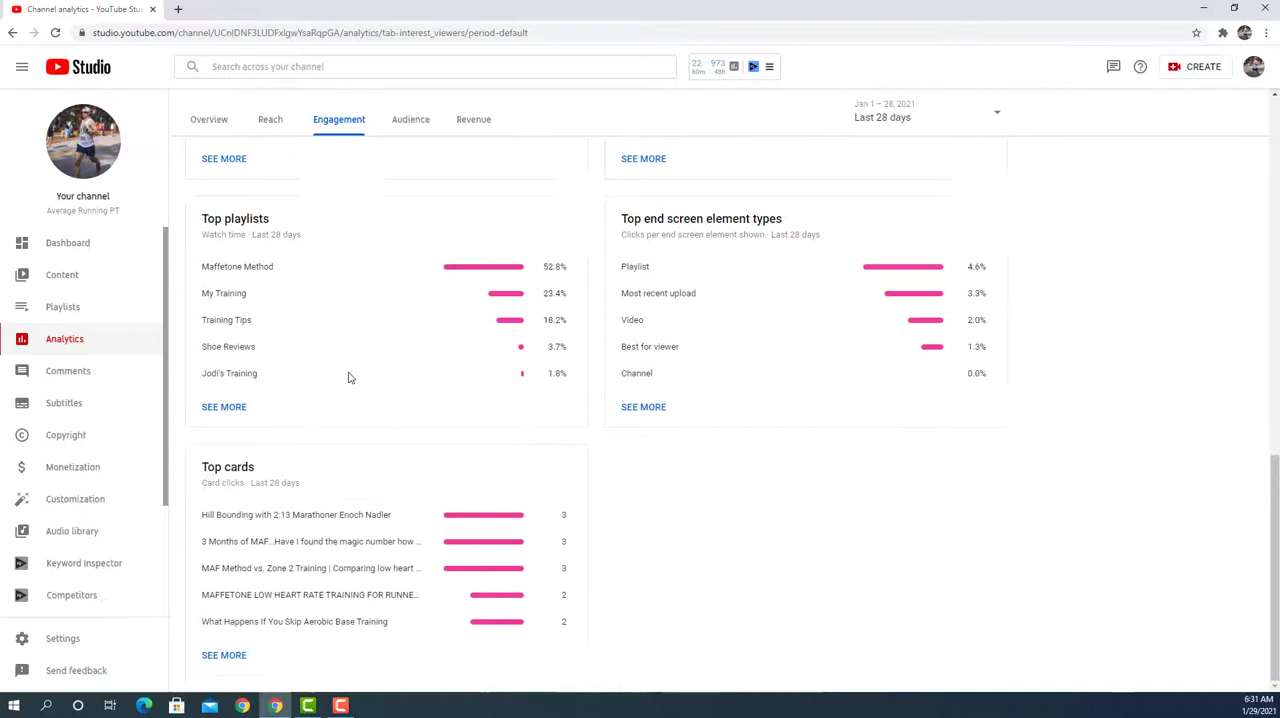 Channel analytics - YouTube Stu
studio.youtube.com/channel/UCnIDNF3LUDFxlgwYsaRqpGA/analytics/tab-interest_viewers/period-default
Studio
Search across your channel
22 973
60m 48h
CREATE
Overview
Reach
Engagement
Audience
Revenue
Jan 1 – 28, 2021
Last 28 days
Your channel
Average Running PT
Dashboard
Content
Playlists
Analytics
Comments
Subtitles
Copyright
Monetization
Customization
Audio library
Keyword Inspector
Competitors
Settings
Send feedback
SEE MORE
SEE MORE
Top playlists
Watch time · Last 28 days
Maffetone Method 52.8%
My Training 23.4%
Training Tips 18.2%
Shoe Reviews 3.7%
Jodi's Training 1.8%
SEE MORE
Top end screen element types
Clicks per end screen element shown · Last 28 days
Playlist 4.6%
Most recent upload 3.3%
Video 2.0%
Best for viewer 1.3%
Channel 0.0%
SEE MORE
Top cards
Card clicks · Last 28 days
Hill Bounding with 2:13 Marathoner Enoch Nadler 3
3 Months of MAF...Have I found the magic number how ... 3
MAF Method vs. Zone 2 Training | Comparing low heart ... 3
MAFFETONE LOW HEART RATE TRAINING FOR RUNNE... 2
What Happens If You Skip Aerobic Base Training 2
SEE MORE
6:31 AM
1/29/2021